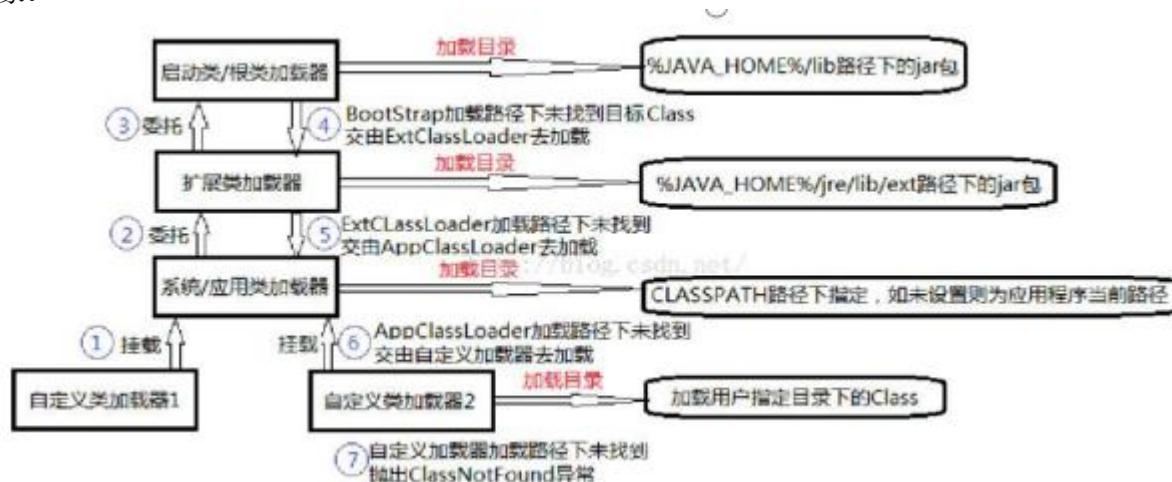 加载目录
启动类/根类加载器
%JAVA_HOME%/lib路径下的jar包
③ 委托
④ BootStrap加载路径下未找到目标Class
交由ExtClassLoader去加载
加载目录
扩展类加载器
%JAVA_HOME%/jre/lib/ext路径下的jar包
② 委托
⑤ ExtCLassLoader加载路径下未找到
交由AppClassLoader去加载
加载目录
系统/应用类加载器
CLASSPATH路径下指定，如未设置则为应用程序当前路径
① 挂载
挂载
⑥ AppClassLoader加载路径下未找到
交由自定义加载器去加载
加载目录
自定义类加载器1
自定义类加载器2
加载用户指定目录下的Class
⑦ 自定义加载器加载路径下未找到
抛出ClassNotFound异常